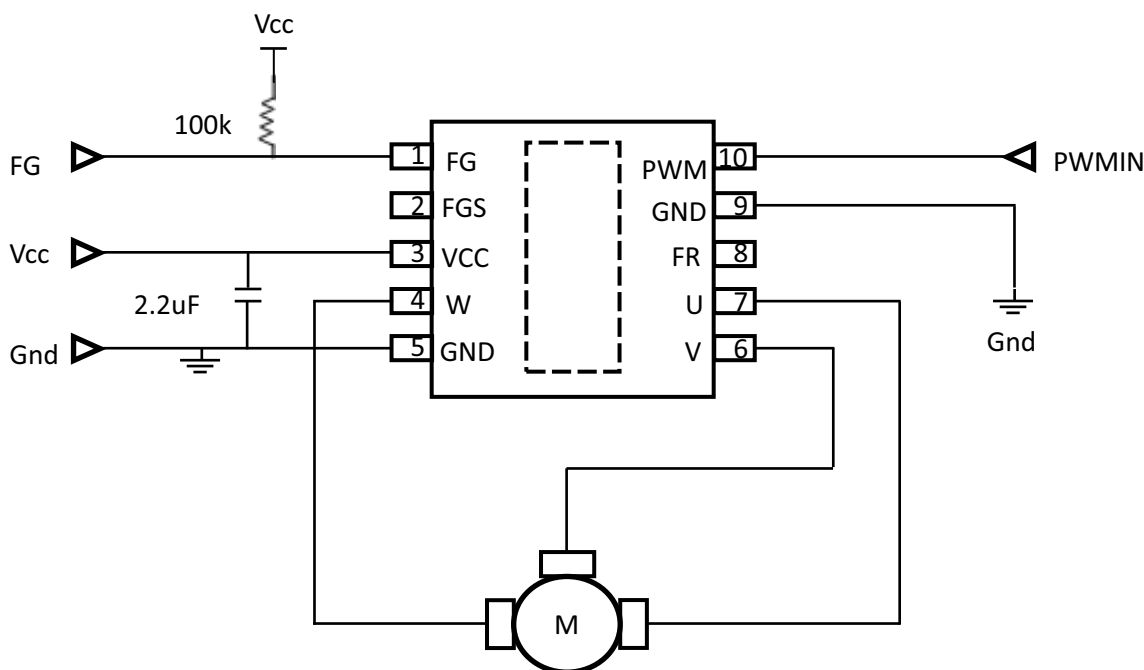 Vcc
100k
FG
1 FG
2 FGS
Vcc
3 VCC
2.2uF
4 W
Gnd
5 GND
PWM 10
PWMIN
GND 9
FR 8
U 7
Gnd
V 6
M